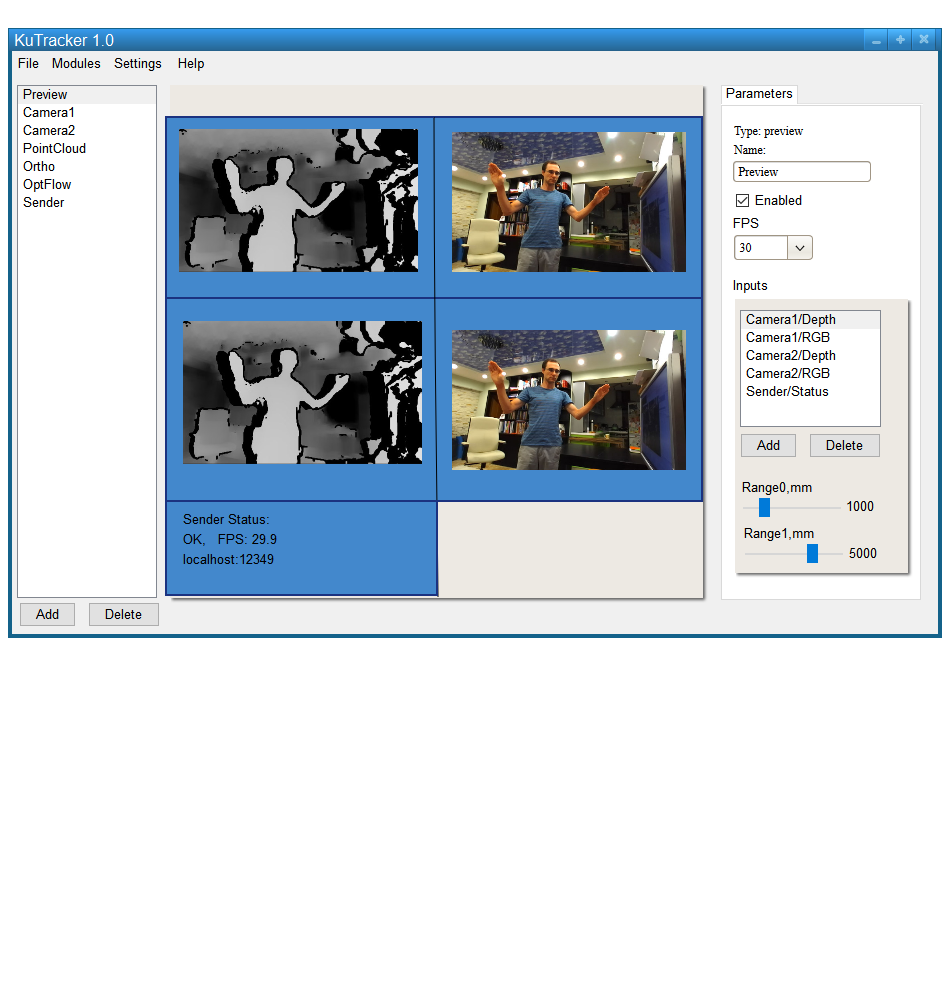 KuTracker 1.0
File Modules Settings Help
Preview
Camera1
Camera2
PointCloud
Ortho
OptFlow
Sender
Add Delete
Sender Status:
OK, FPS: 29.9
localhost:12349
Parameters
Type: preview
Name:
Preview
Enabled
FPS
30
Inputs
Camera1/Depth
Camera1/RGB
Camera2/Depth
Camera2/RGB
Sender/Status
Add Delete
Range0,mm
1000
Range1,mm
5000